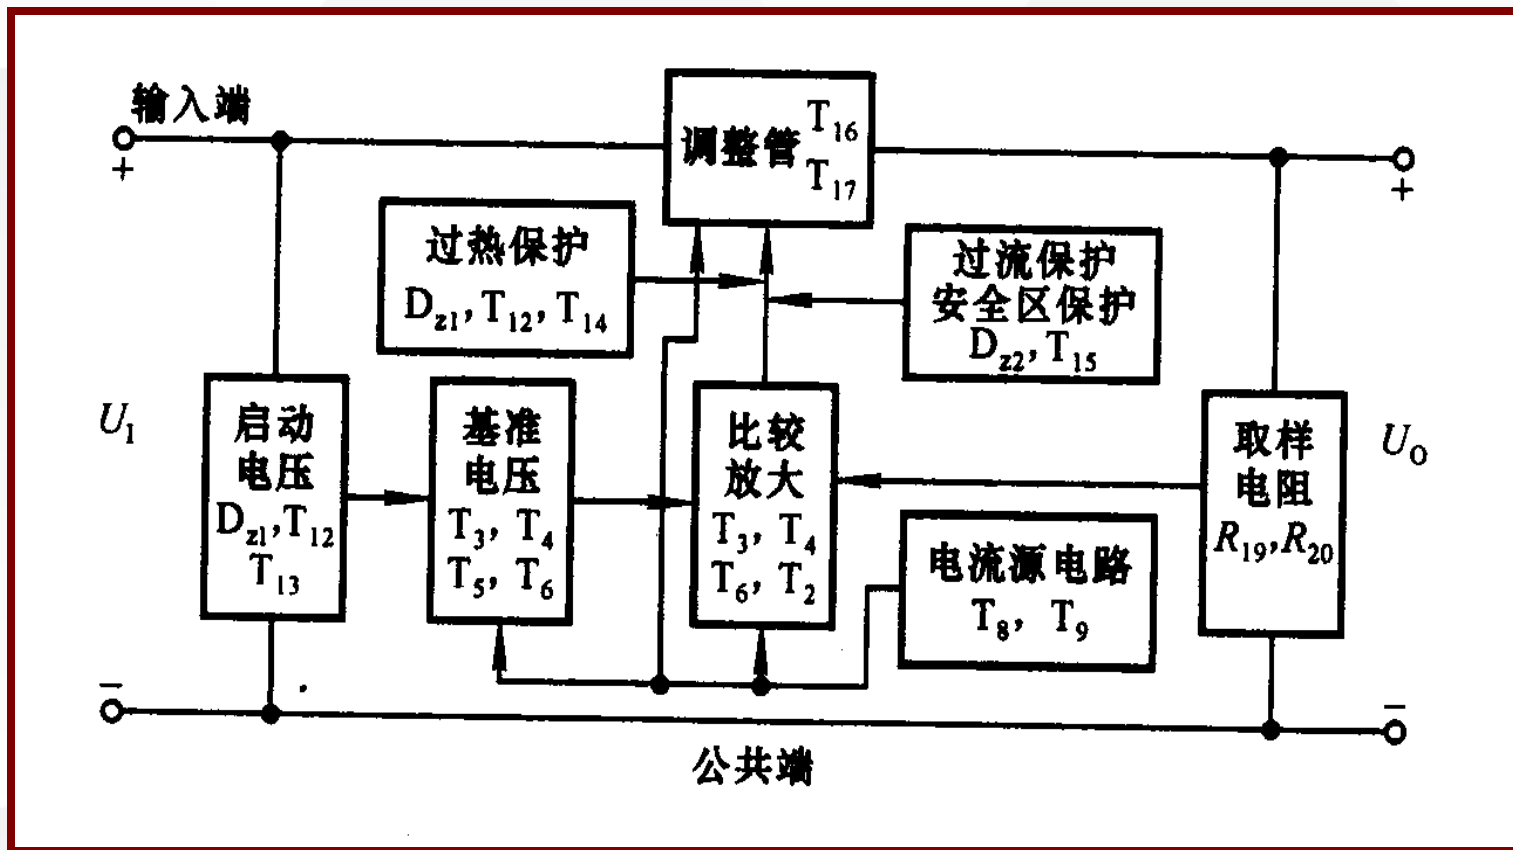 输入端
+
调整管
T16
T17
+
过热保护
Dz1, T12, T14
过流保护
安全区保护
Dz2, T15
UI
启动
电压
Dz1, T12
T13
基准
电压
T3, T4
T5, T6
比较
放大
T3, T4
T6, T2
取样
电阻
R19, R20
UO
电流源电路
T8, T9
−
−
公共端